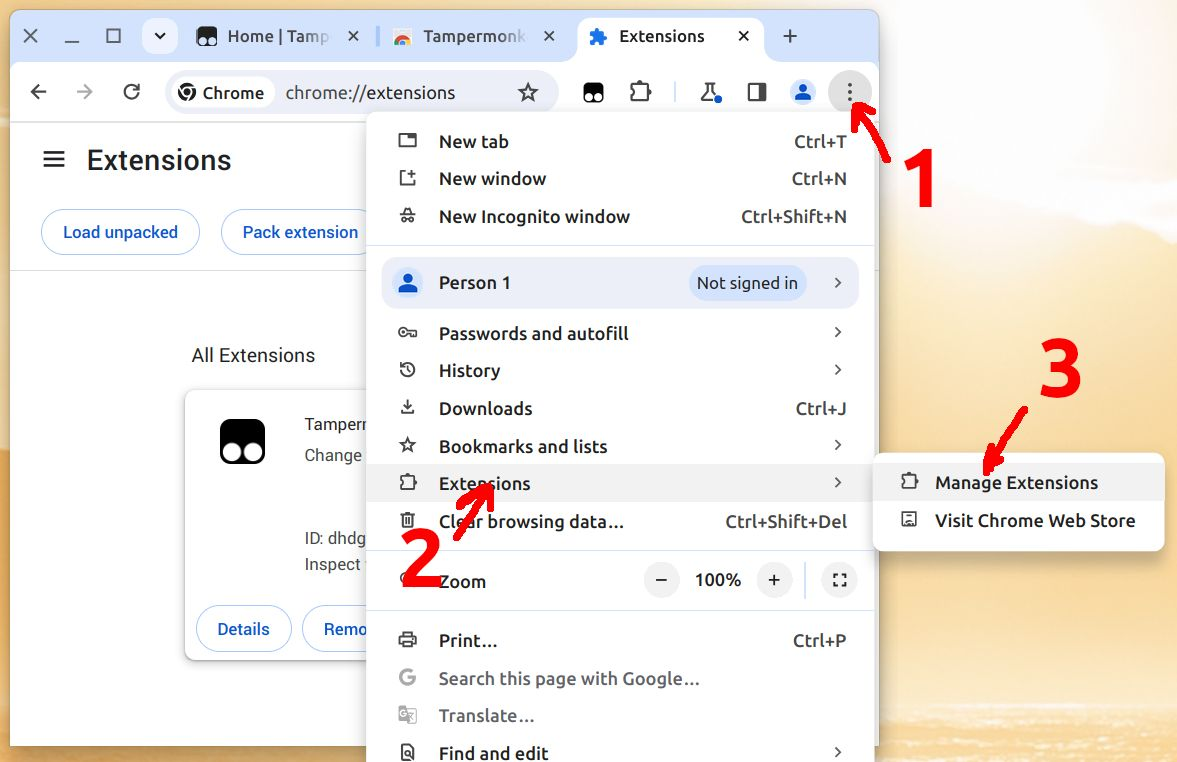 Home | Tamp
Tampermonk
Extensions
Chrome
chrome://extensions
1
Extensions
Load unpacked
Pack extension
New tab Ctrl+T
New window Ctrl+N
New Incognito window Ctrl+Shift+N
Person 1 Not signed in
Passwords and autofill
History
Downloads Ctrl+J
Bookmarks and lists
Extensions
Clear browsing data...
Ctrl+Shift+Del
2
Zoom
100%
Print... Ctrl+P
Search this page with Google...
Translate...
Find and edit
3
Manage Extensions
Visit Chrome Web Store
All Extensions
Tamperr
Change
ID: dhdg
Inspect
Details
Remo